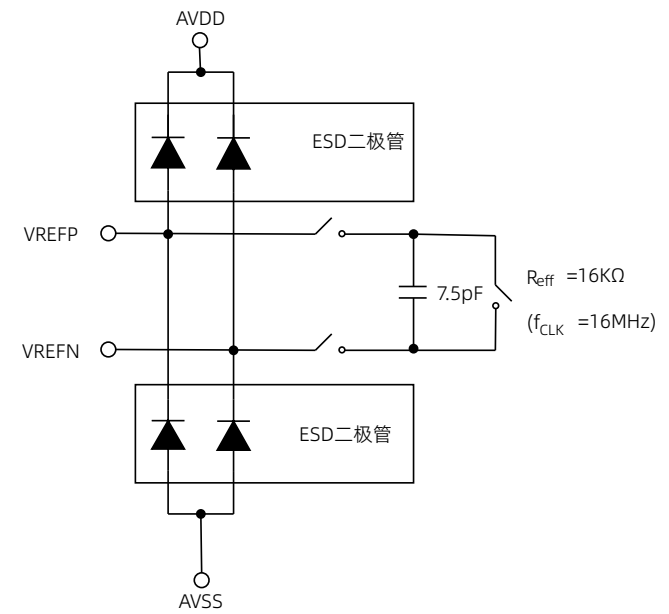 AVDD
ESD二极管
VREFP
7.5pF
Reff =16KΩ
(fCLK =16MHz)
VREFN
ESD二极管
AVSS